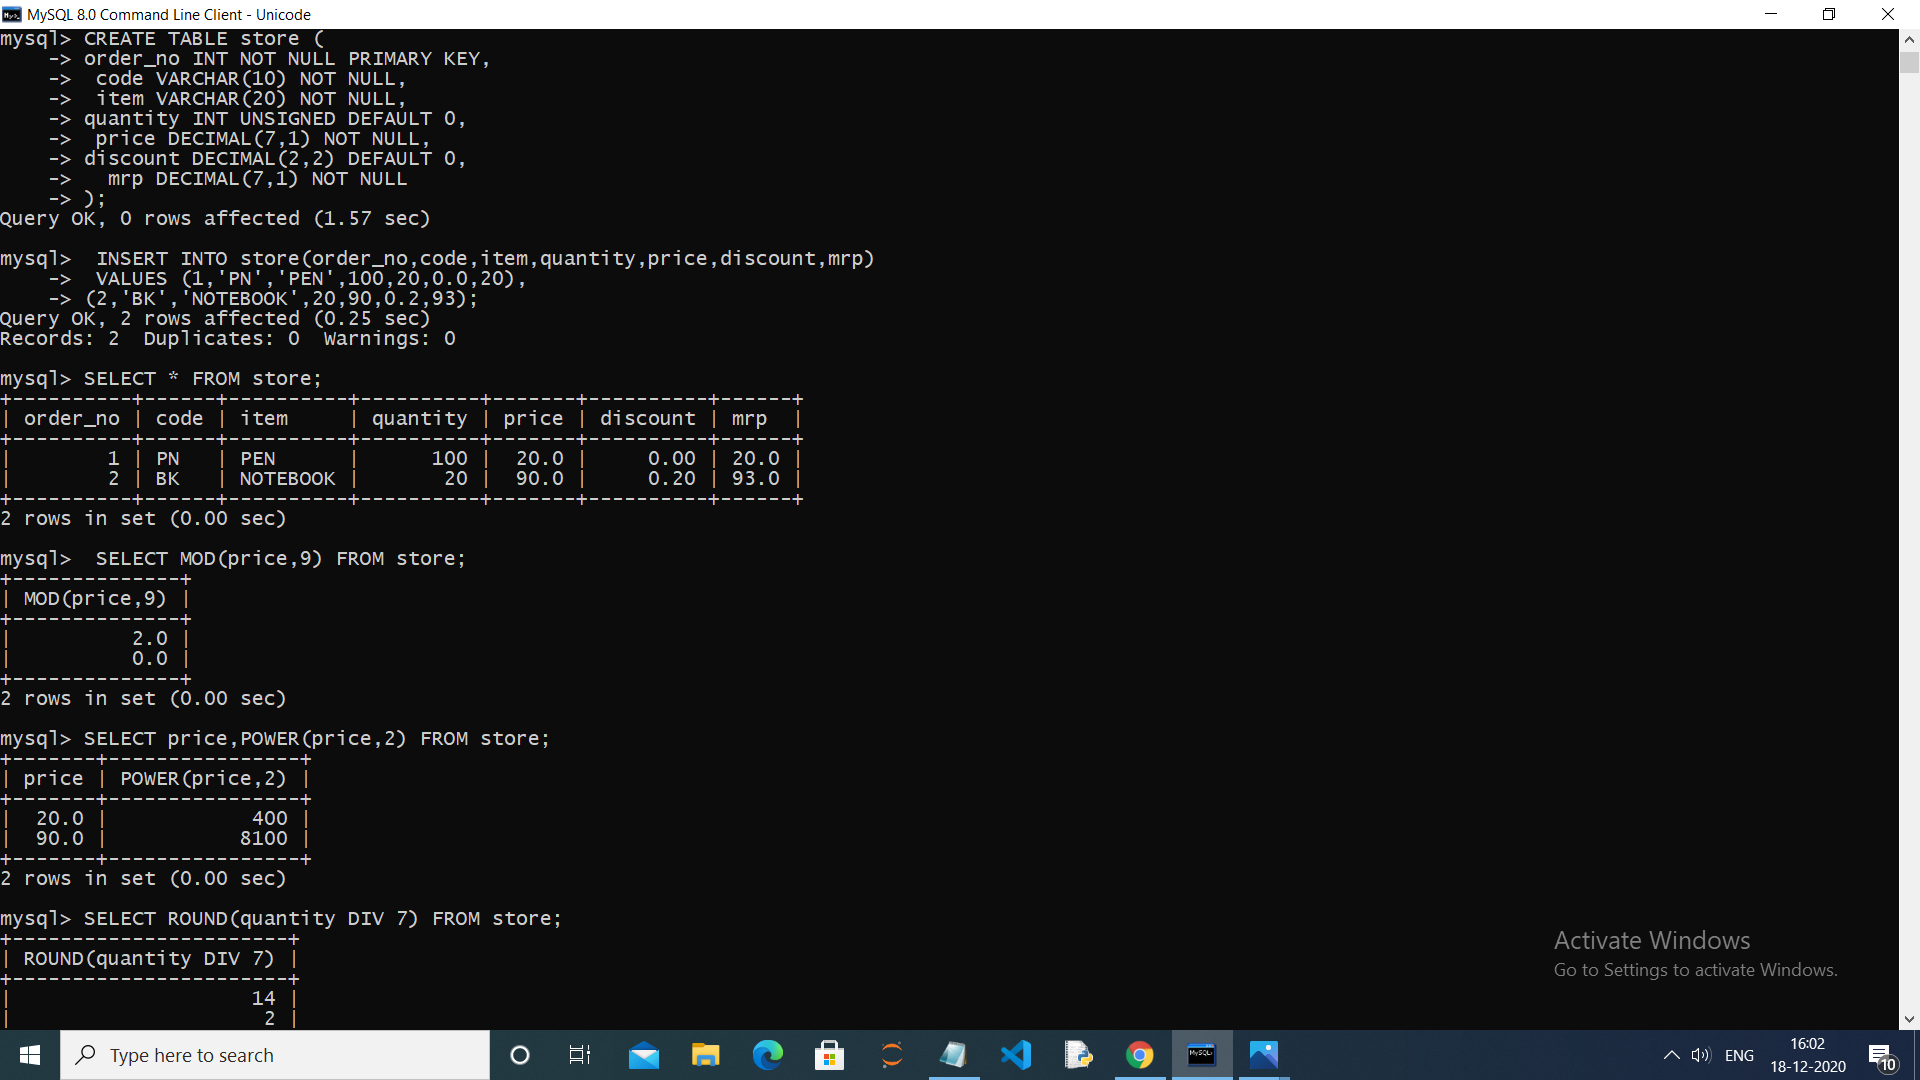 MySQL 8.0 Command Line Client - Unicode
mysql> CREATE TABLE store (
    -> order_no INT NOT NULL PRIMARY KEY,
    ->  code VARCHAR(10) NOT NULL,
    ->  item VARCHAR(20) NOT NULL,
    -> quantity INT UNSIGNED DEFAULT 0,
    ->  price DECIMAL(7,1) NOT NULL,
    -> discount DECIMAL(2,2) DEFAULT 0,
    ->   mrp DECIMAL(7,1) NOT NULL
    -> );
Query OK, 0 rows affected (1.57 sec)
mysql>  INSERT INTO store(order_no,code,item,quantity,price,discount,mrp)
    ->  VALUES (1,'PN','PEN',100,20,0.0,20),
    -> (2,'BK','NOTEBOOK',20,90,0.2,93);
Query OK, 2 rows affected (0.25 sec)
Records: 2  Duplicates: 0  Warnings: 0
mysql> SELECT * FROM store;
+----------+------+----------+----------+-------+----------+------+
| order_no | code | item     | quantity | price | discount | mrp  |
+----------+------+----------+----------+-------+----------+------+
|        1 | PN   | PEN      |      100 |  20.0 |     0.00 | 20.0 |
|        2 | BK   | NOTEBOOK |       20 |  90.0 |     0.20 | 93.0 |
+----------+------+----------+----------+-------+----------+------+
2 rows in set (0.00 sec)
mysql>  SELECT MOD(price,9) FROM store;
+--------------+
| MOD(price,9) |
+--------------+
|          2.0 |
|          0.0 |
+--------------+
2 rows in set (0.00 sec)
mysql> SELECT price,POWER(price,2) FROM store;
+-------+----------------+
| price | POWER(price,2) |
+-------+----------------+
|  20.0 |            400 |
|  90.0 |           8100 |
+-------+----------------+
2 rows in set (0.00 sec)
mysql> SELECT ROUND(quantity DIV 7) FROM store;
+-----------------------+
| ROUND(quantity DIV 7) |
+-----------------------+
|                    14 |
|                     2 |
Activate Windows
Go to Settings to activate Windows.
Type here to search
MySQL
ENG
16:02
18-12-2020
10